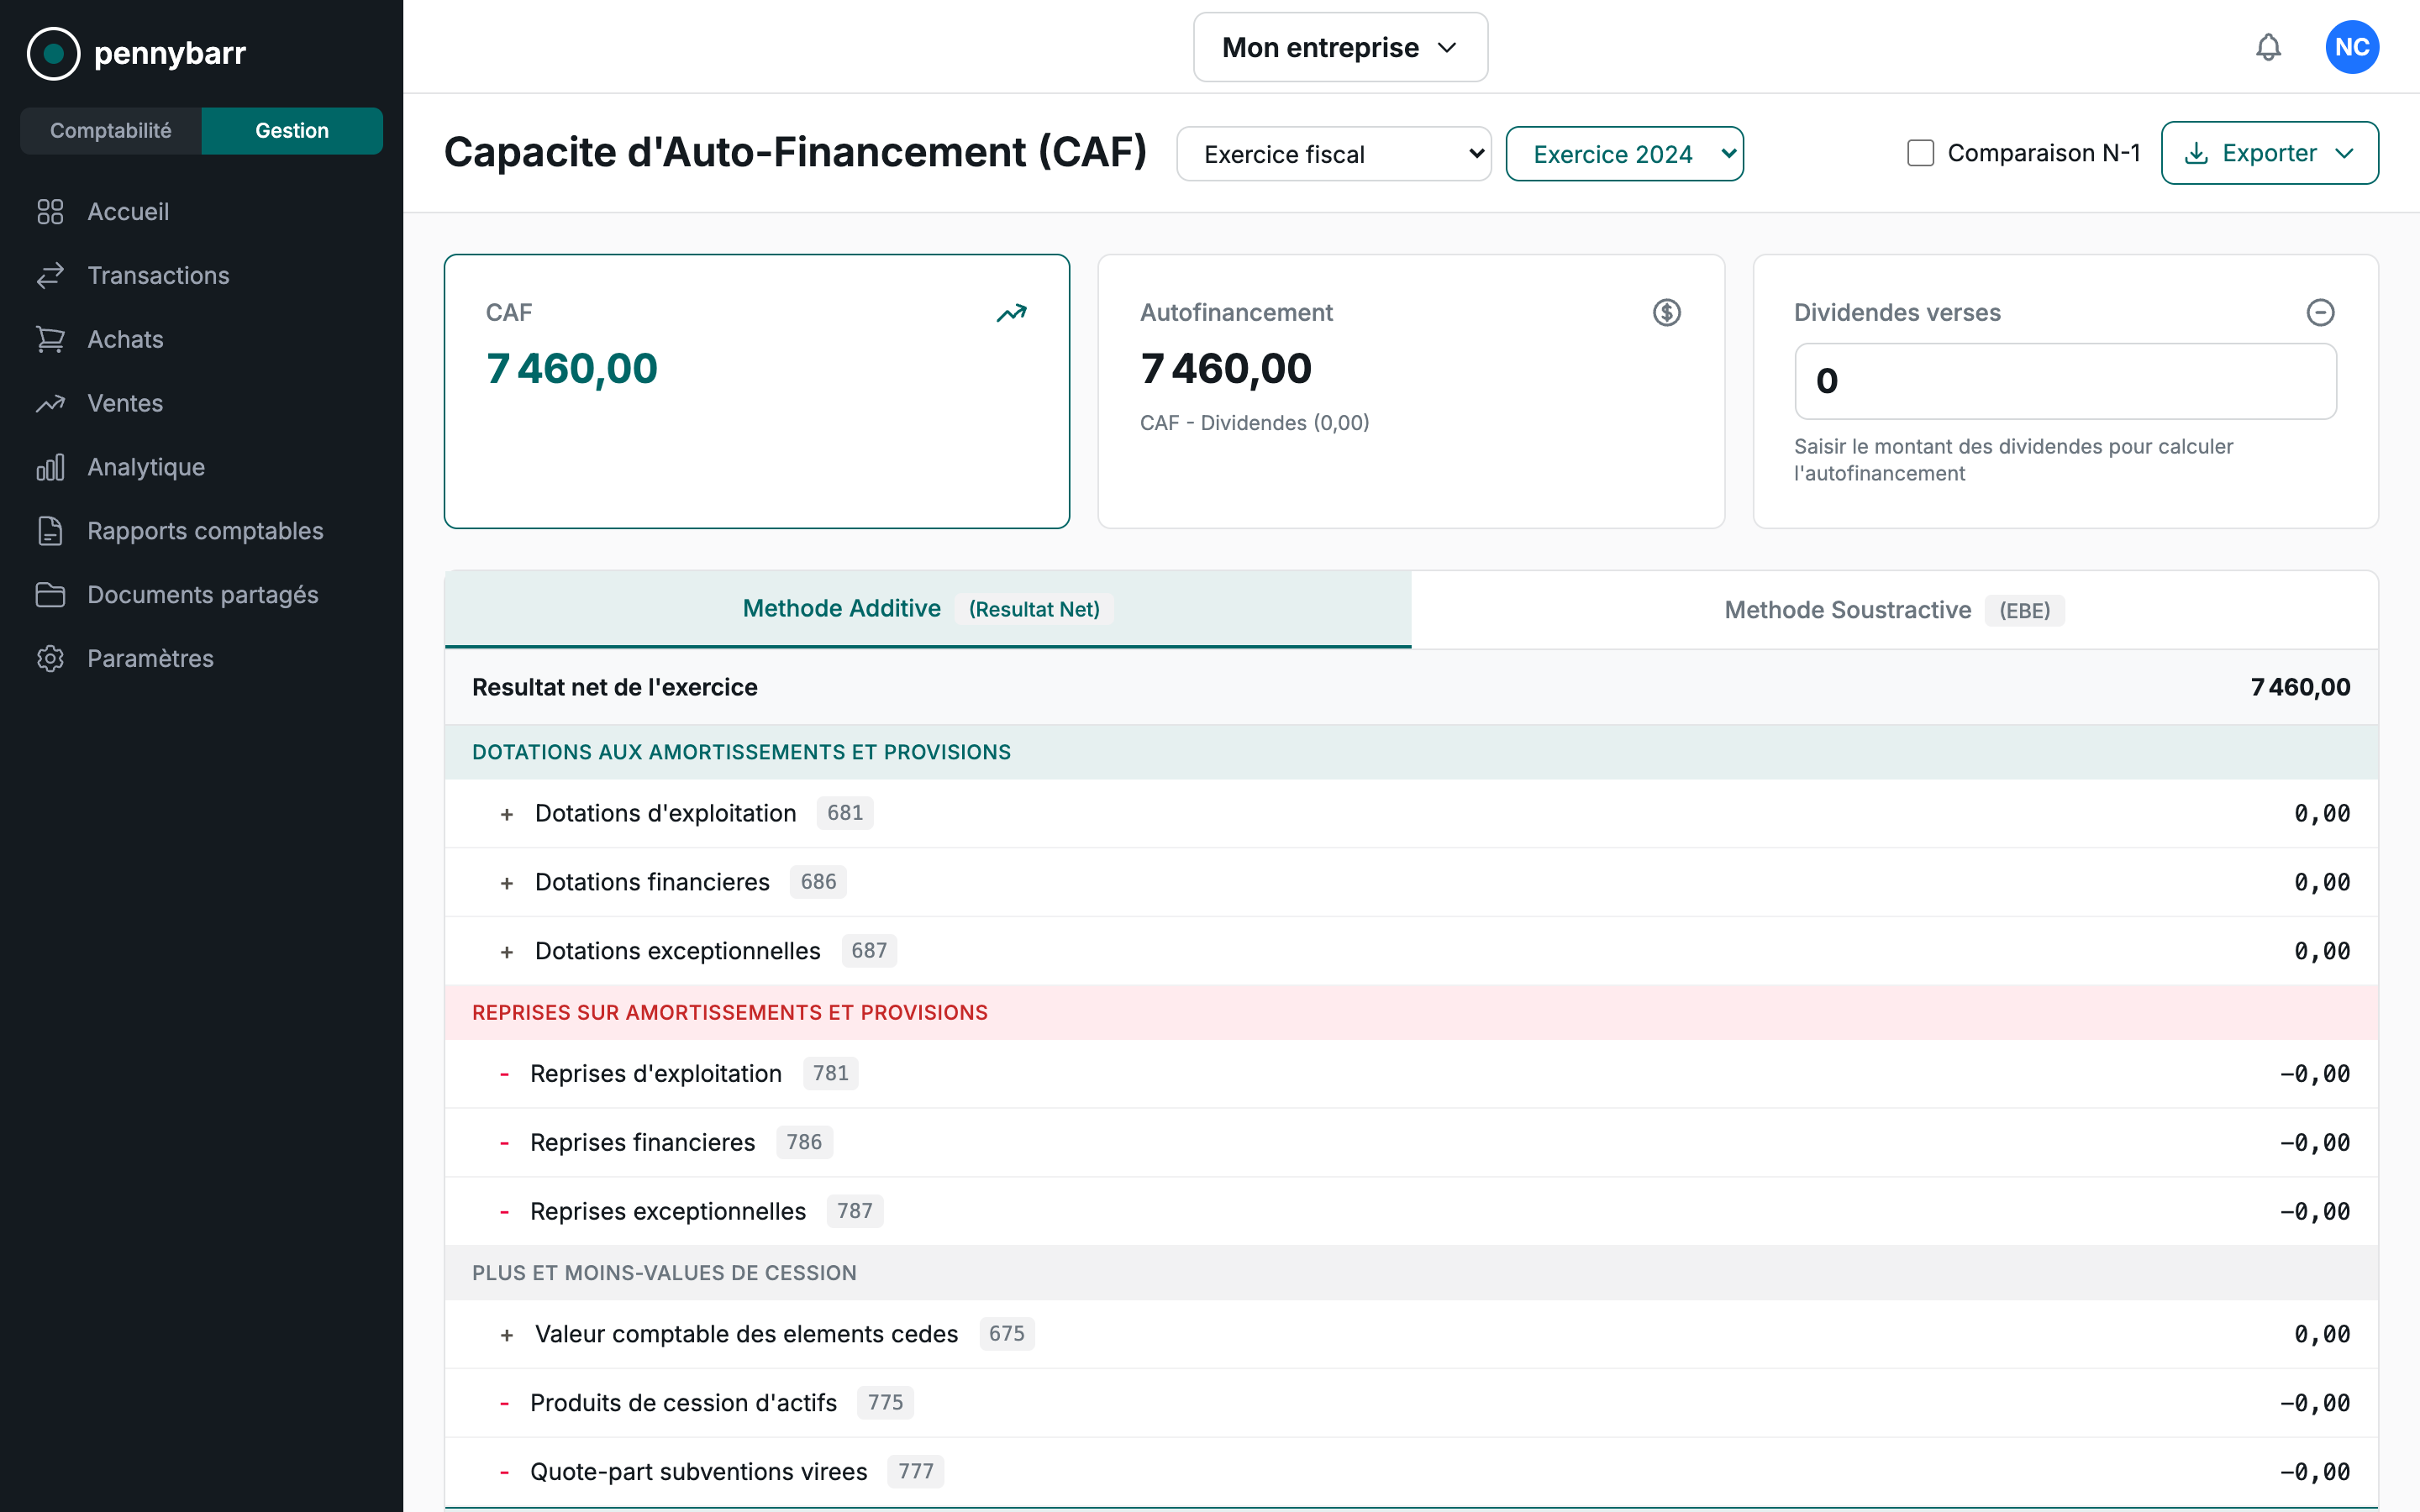 pennybarr
Comptabilité
Gestion
Accueil
Transactions
Achats
Ventes
Analytique
Rapports comptables
Documents partagés
Paramètres
Mon entreprise
NC
Capacite d'Auto-Financement (CAF)
Exercice fiscal
Exercice 2024
Comparaison N-1
Exporter
CAF
7 460,00
Autofinancement
7 460,00
CAF - Dividendes (0,00)
Dividendes verses
0
Saisir le montant des dividendes pour calculer
l'autofinancement
Methode Additive (Resultat Net)
Methode Soustractive (EBE)
Resultat net de l'exercice 7 460,00
DOTATIONS AUX AMORTISSEMENTS ET PROVISIONS
+ Dotations d'exploitation 681 0,00
+ Dotations financieres 686 0,00
+ Dotations exceptionnelles 687 0,00
REPRISES SUR AMORTISSEMENTS ET PROVISIONS
- Reprises d'exploitation 781 −0,00
- Reprises financieres 786 −0,00
- Reprises exceptionnelles 787 −0,00
PLUS ET MOINS-VALUES DE CESSION
+ Valeur comptable des elements cedes 675 0,00
- Produits de cession d'actifs 775 −0,00
- Quote-part subventions virees 777 −0,00